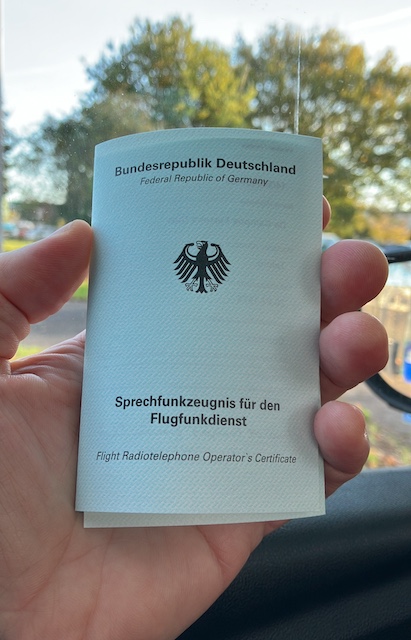 Bundesrepublik Deutschland
Federal Republic of Germany
Sprechfunkzeugnis für den
Flugfunkdienst
Flight Radiotelephone Operator`s Certificate